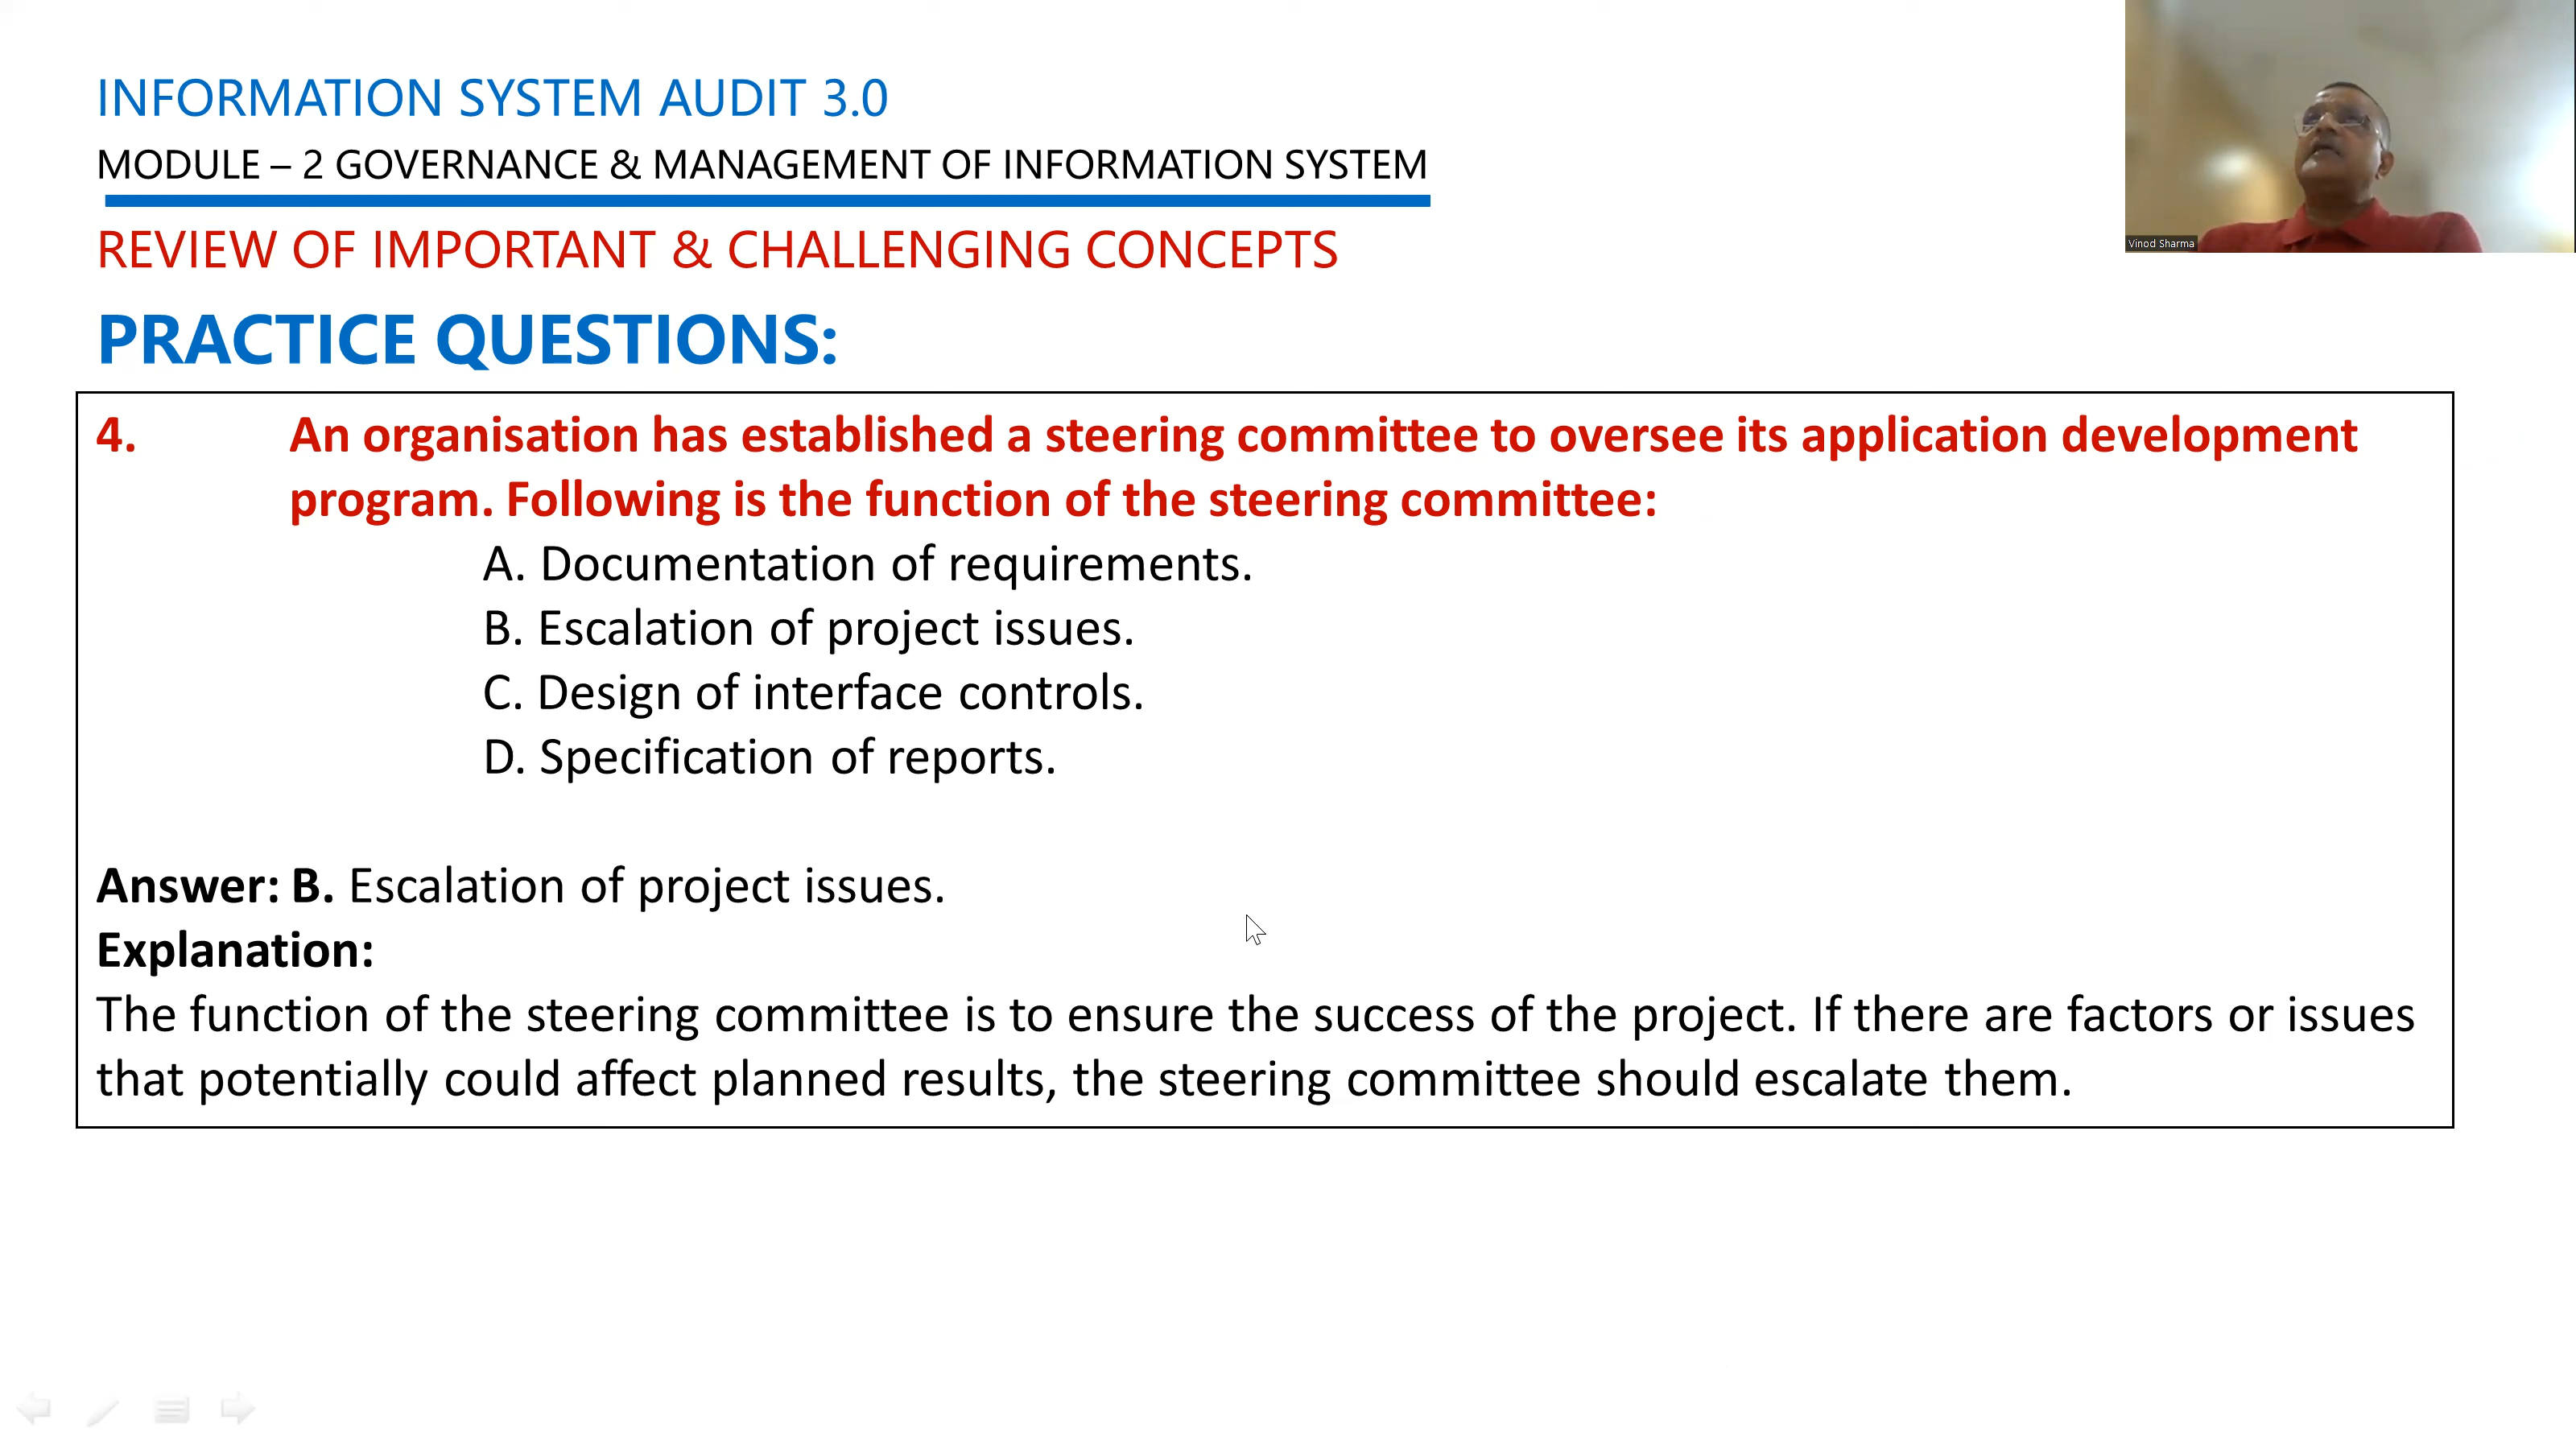 INFORMATION SYSTEM AUDIT 3.0
MODULE – 2 GOVERNANCE & MANAGEMENT OF INFORMATION SYSTEM
REVIEW OF IMPORTANT & CHALLENGING CONCEPTS
PRACTICE QUESTIONS:
Vinod Sharma
4. An organisation has established a steering committee to oversee its application development
program. Following is the function of the steering committee:
A. Documentation of requirements.
B. Escalation of project issues.
C. Design of interface controls.
D. Specification of reports.
Answer: B. Escalation of project issues.
Explanation:
The function of the steering committee is to ensure the success of the project. If there are factors or issues
that potentially could affect planned results, the steering committee should escalate them.